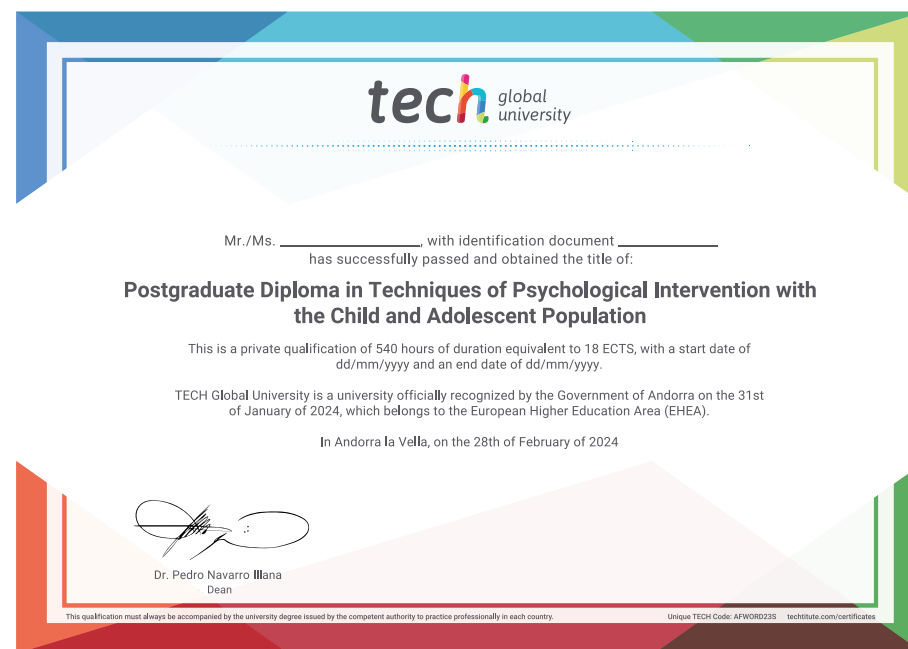 tech global university
Mr./Ms. ____________, with identification document ____________
has successfully passed and obtained the title of:
Postgraduate Diploma in Techniques of Psychological Intervention with
the Child and Adolescent Population
This is a private qualification of 540 hours of duration equivalent to 18 ECTS, with a start date of
dd/mm/yyyy and an end date of dd/mm/yyyy.
TECH Global University is a university officially recognized by the Government of Andorra on the 31st
of January of 2024, which belongs to the European Higher Education Area (EHEA).
In Andorra la Vella, on the 28th of February of 2024
Dr. Pedro Navarro Illana
Dean
This qualification must always be accompanied by the university degree issued by the competent authority to practice professionally in each country. Unique TECH Code: AFWORD23S techtitute.com/certificates